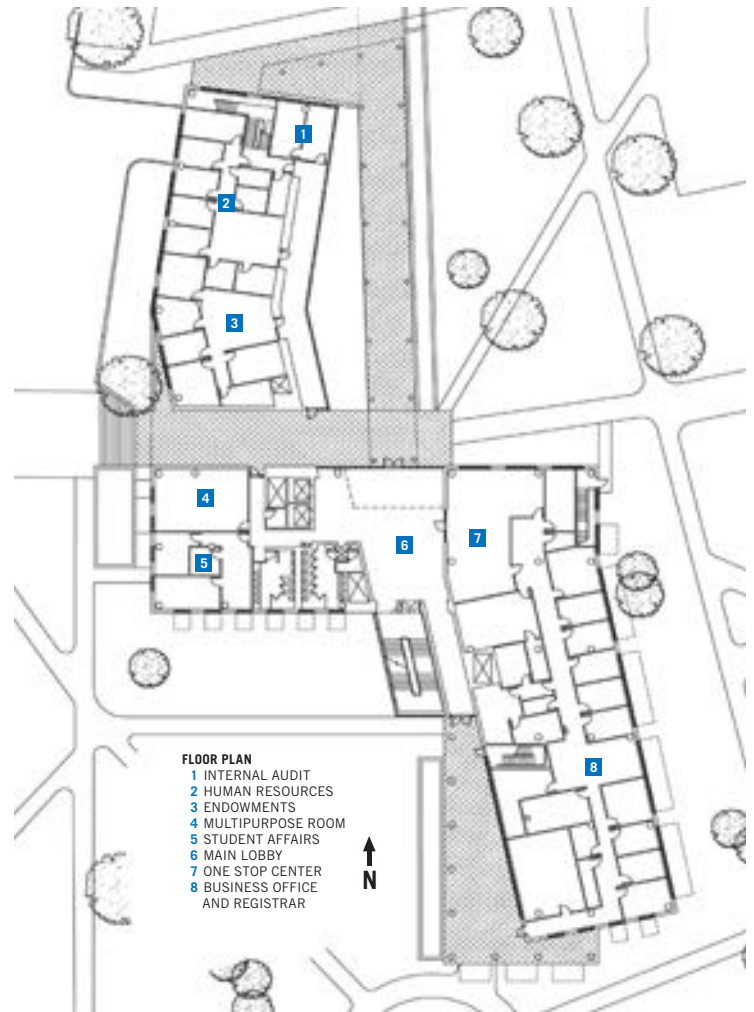 1
2
3
4
5
6
7
8
FLOOR PLAN
1 INTERNAL AUDIT
2 HUMAN RESOURCES
3 ENDOWMENTS
4 MULTIPURPOSE ROOM
5 STUDENT AFFAIRS
6 MAIN LOBBY
7 ONE STOP CENTER
8 BUSINESS OFFICE
AND REGISTRAR
N